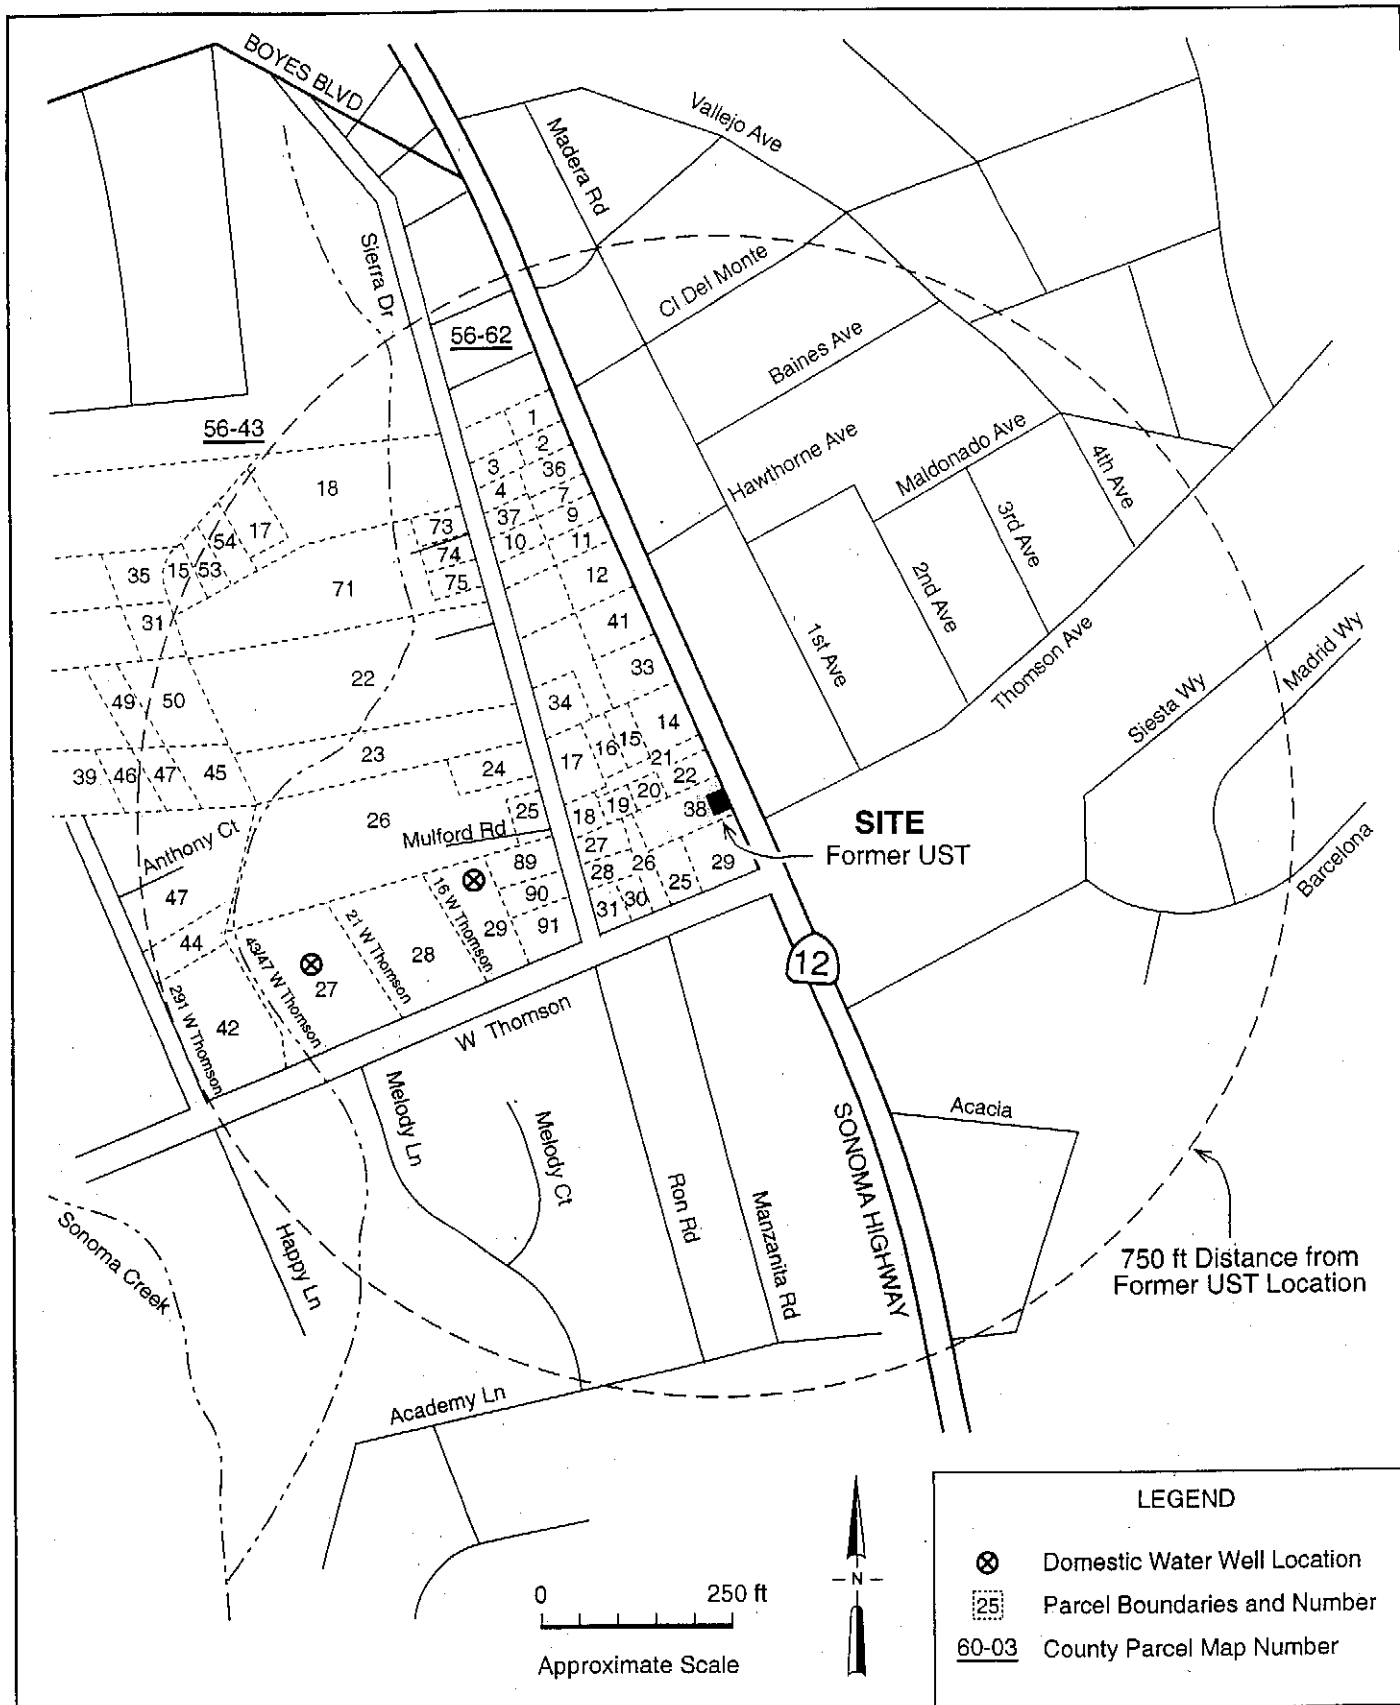 BOYES BLVD
Vallejo Ave
Madera Rd
Sierra Dr
Cl Del Monte
56-62
Baines Ave
56-43
Hawthorne Ave
Maldonado Ave
4th Ave
3rd Ave
2nd Ave
1st Ave
Thomson Ave
Siesta Wy
Madrid Wy
Barcelona
1
2
3
36
4
7
37
9
10
11
12
41
33
34
14
17
16
15
21
22
20
19
18
38
27
26
29
28
25
31
30
18
17
54
53
15
35
31
73
74
75
71
22
49
50
23
24
39
46
47
45
26
25
Mulford Rd
89
90
91
29
16 W Thomson
28
21 W Thomson
27
43/47 W Thomson
Anthony Ct
47
44
42
291 W Thomson
SITE
Former UST
12
W Thomson
Melody Ln
Melody Ct
Ron Rd
Manzanita Rd
SONOMA HIGHWAY
Acacia
Happy Ln
Sonoma Creek
Academy Ln
750 ft Distance from
Former UST Location
0 250 ft
Approximate Scale
N
LEGEND
Domestic Water Well Location
25 Parcel Boundaries and Number
60-03 County Parcel Map Number